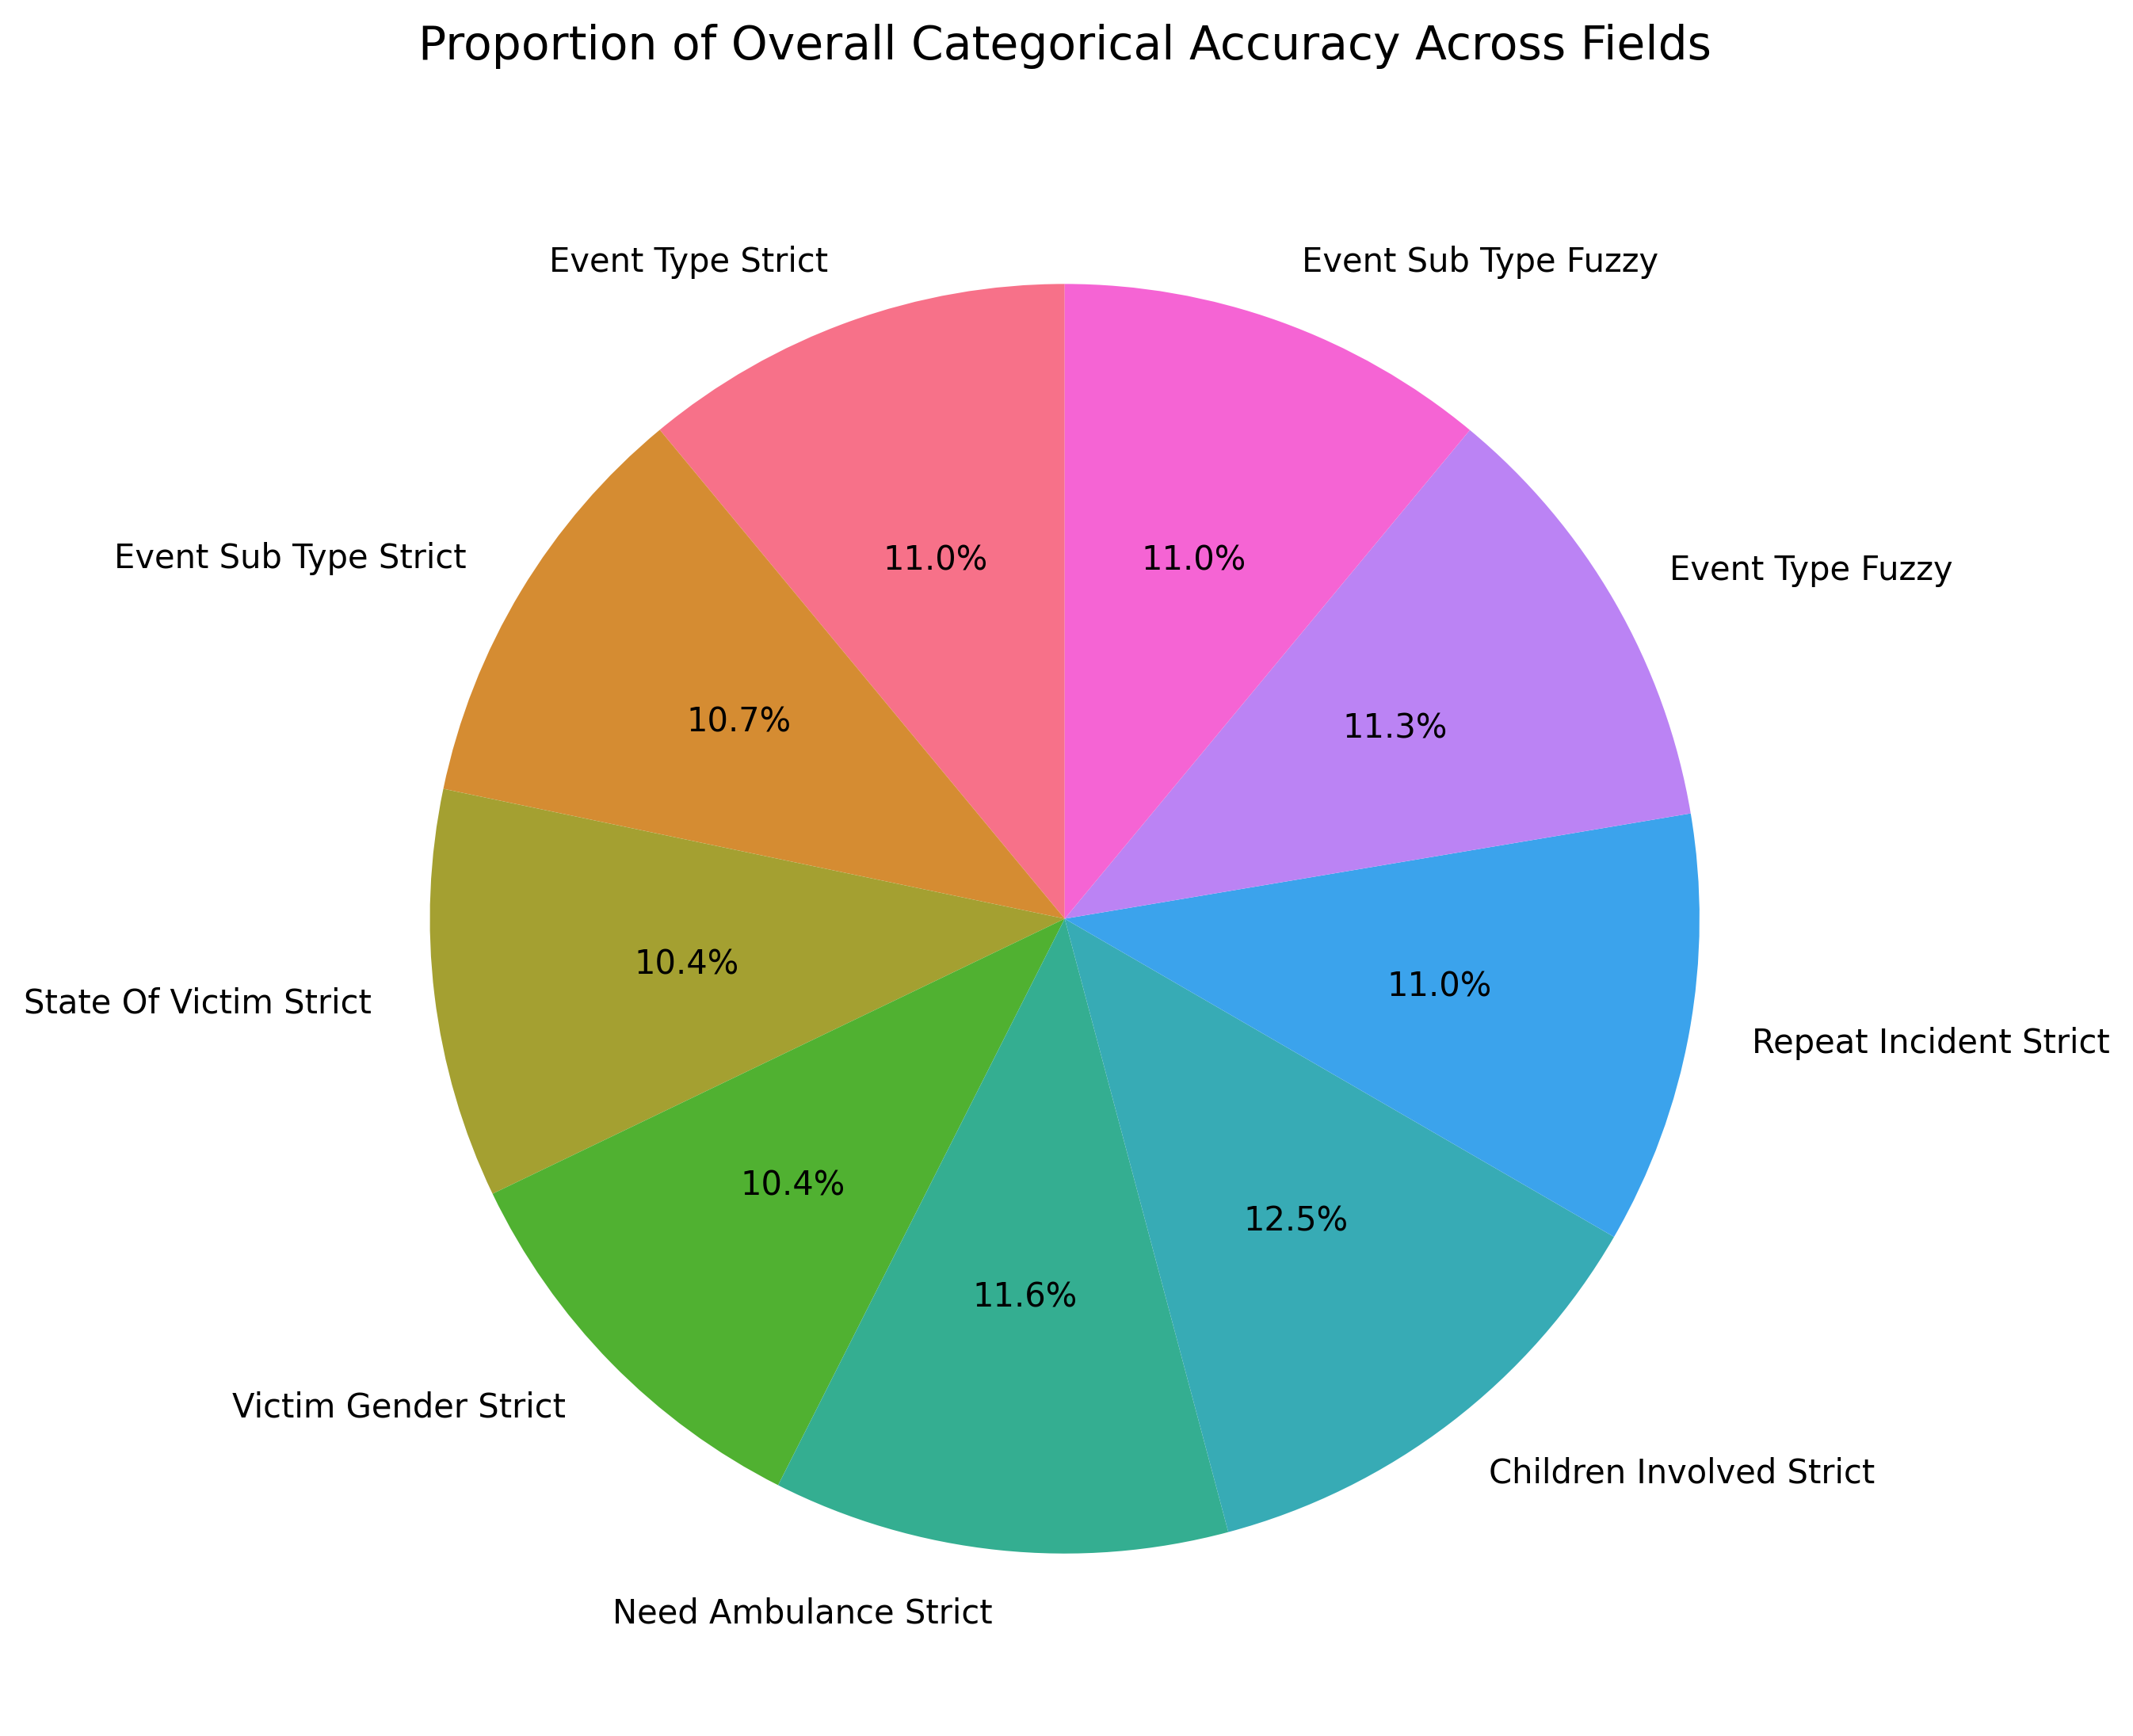 Proportion of Overall Categorical Accuracy Across Fields
Event Type Strict
Event Sub Type Fuzzy
Event Sub Type Strict
Event Type Fuzzy
11.0%
11.0%
10.7%
11.3%
10.4%
11.0%
State Of Victim Strict
Repeat Incident Strict
10.4%
12.5%
11.6%
Victim Gender Strict
Children Involved Strict
Need Ambulance Strict